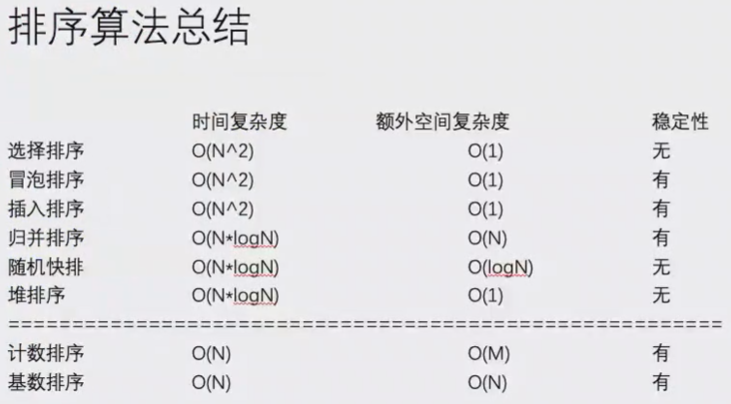 排序算法总结
时间复杂度 额外空间复杂度 稳定性
选择排序 O(N^2) O(1) 无
冒泡排序 O(N^2) O(1) 有
插入排序 O(N^2) O(1) 有
归并排序 O(N*logN) O(N) 有
随机快排 O(N*logN) O(logN) 无
堆排序 O(N*logN) O(1) 无
========================================================
计数排序 O(N) O(M) 有
基数排序 O(N) O(N) 有